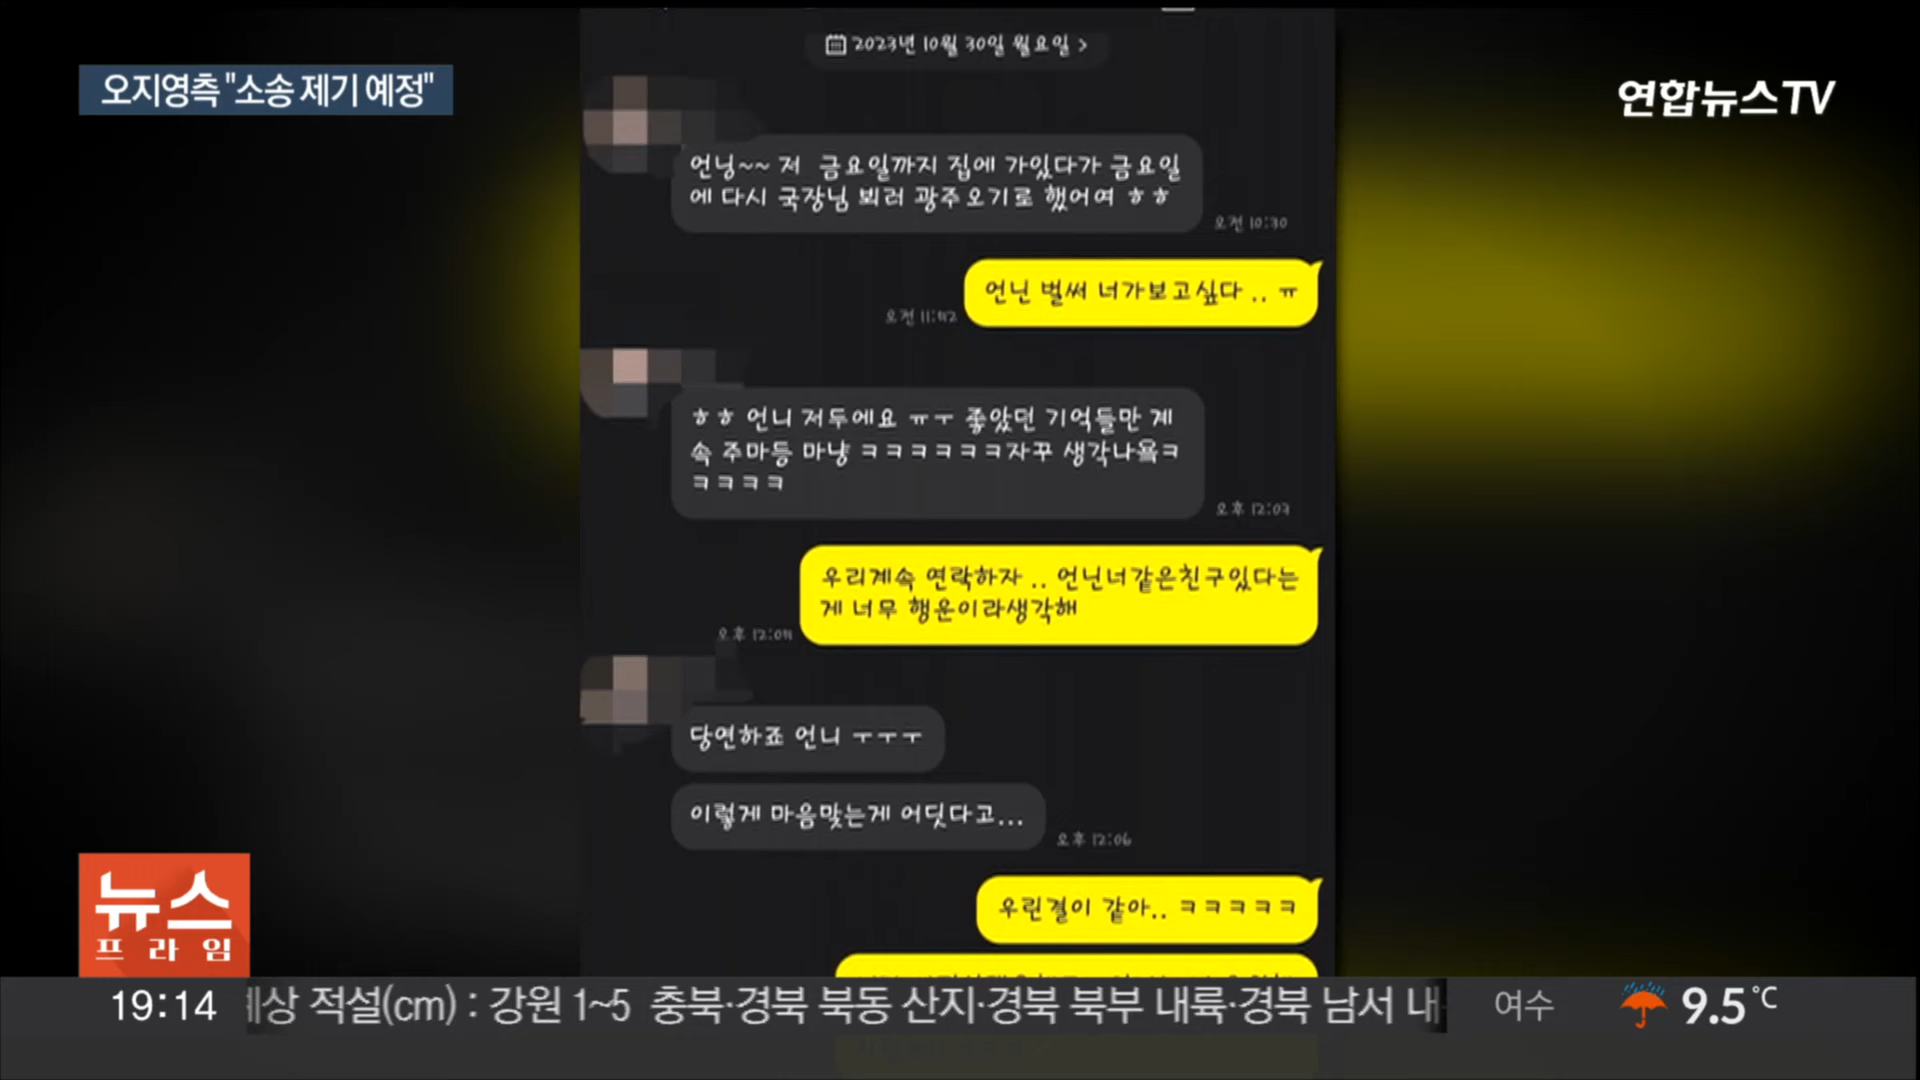 2023년 10월 30일 월요일 >
오지영측 "소송 제기 예정"
연합뉴스TV
언닝~~ 저 금요일까지 집에 가있다가 금요일
에 다시 국장님 뵈러 광주오기로 했어여 ㅎㅎ
오전 10:30
언닌 벌써 너가보고싶다 .. ㅠ
오전 11:42
ㅎㅎ 언니 저두에요 ㅠㅜ 좋았던 기억들만 계
속 주마등 마냥 ㅋㅋㅋㅋㅋㅋ자꾸 생각나욬ㅋ
ㅋㅋㅋㅋ
오후 12:03
우리계속 연락하자 .. 언닌너같은친구있다는
게 너무 행운이라생각해
오후 12:04
당연하죠 언니 ㅜㅜㅜ
이렇게 마음맞는게 어딧다고...
오후 12:06
우린결이 같아.. ㅋㅋㅋㅋㅋ
뉴스
프라임
19:14 상 적설(cm) : 강원 1~5 충북·경북 북동 산지·경북 북부 내륙·경북 남서 내 여수 9.5℃